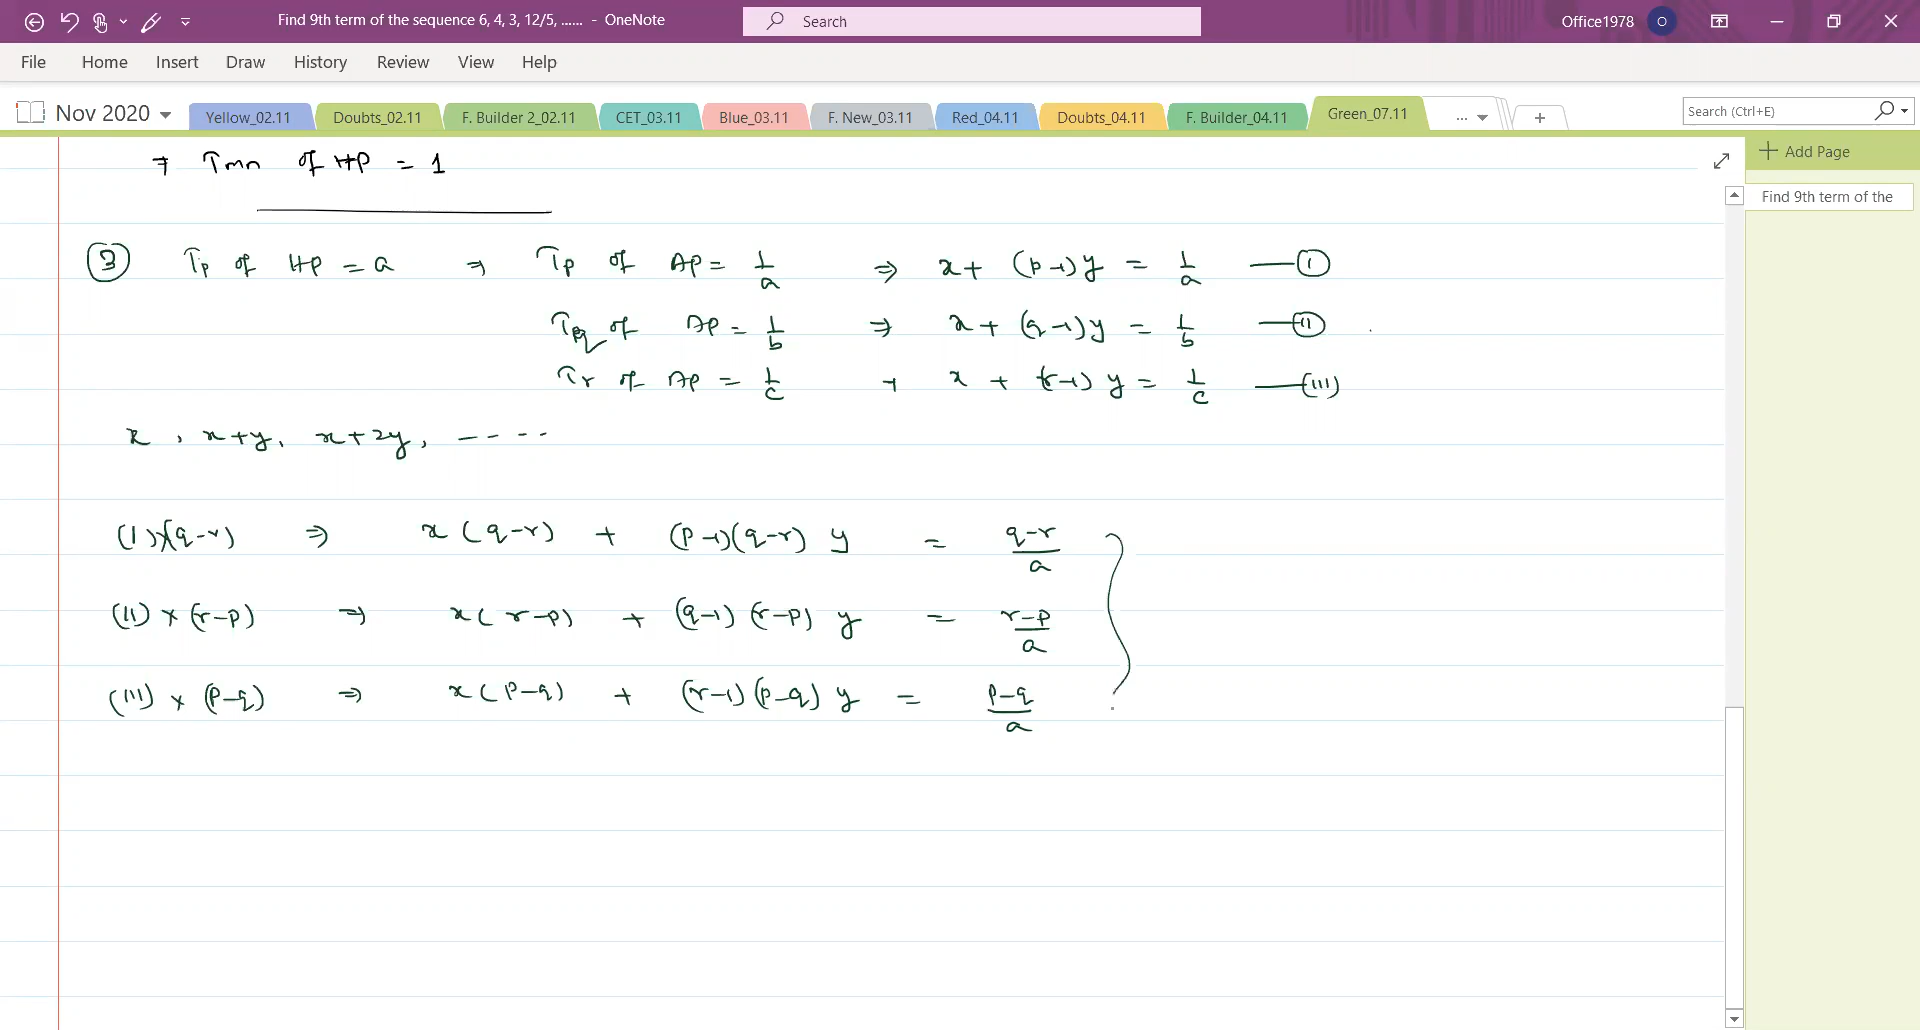 Find 9th term of the sequence 6, 4, 3, 12/5, ...... - OneNote
Search
Office1978
O
File Home Insert Draw History Review View Help
Nov 2020
Yellow_02.11 Doubts_02.11 F. Builder 2_02.11 CET_03.11 Blue_03.11 F. New_03.11 Red_04.11 Doubts_04.11 F. Builder_04.11 Green_07.11 ... +
Search (Ctrl+E)
+ Add Page
Find 9th term of the
⇒ Tmn of HP = 1
③ Tp of HP = a ⇒ Tp of AP = 1/a ⇒ x + (p-1)y = 1/a —— (I)
Tq of AP = 1/b ⇒ x + (q-1)y = 1/b —— (II)
Tr of AP = 1/c ⇒ x + (r-1)y = 1/c —— (III)
x, x+y, x+2y, -----
(I)×(q-r) ⇒ x(q-r) + (p-1)(q-r) y = q-r/a
(II) × (r-p) ⇒ x(r-p) + (q-1)(r-p) y = r-p/a
(III) × (p-q) ⇒ x(p-q) + (r-1)(p-q) y = p-q/a